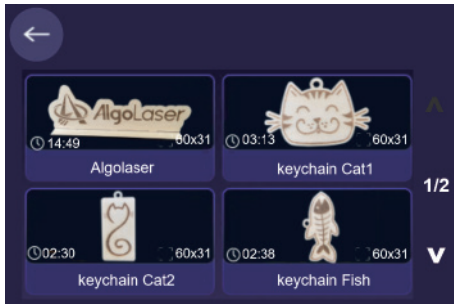 AlgoLaser
14:49 60x31
Algolaser
03:13 60x31
keychain Cat1
1/2
02:30 60x31
keychain Cat2
02:38 60x31
keychain Fish